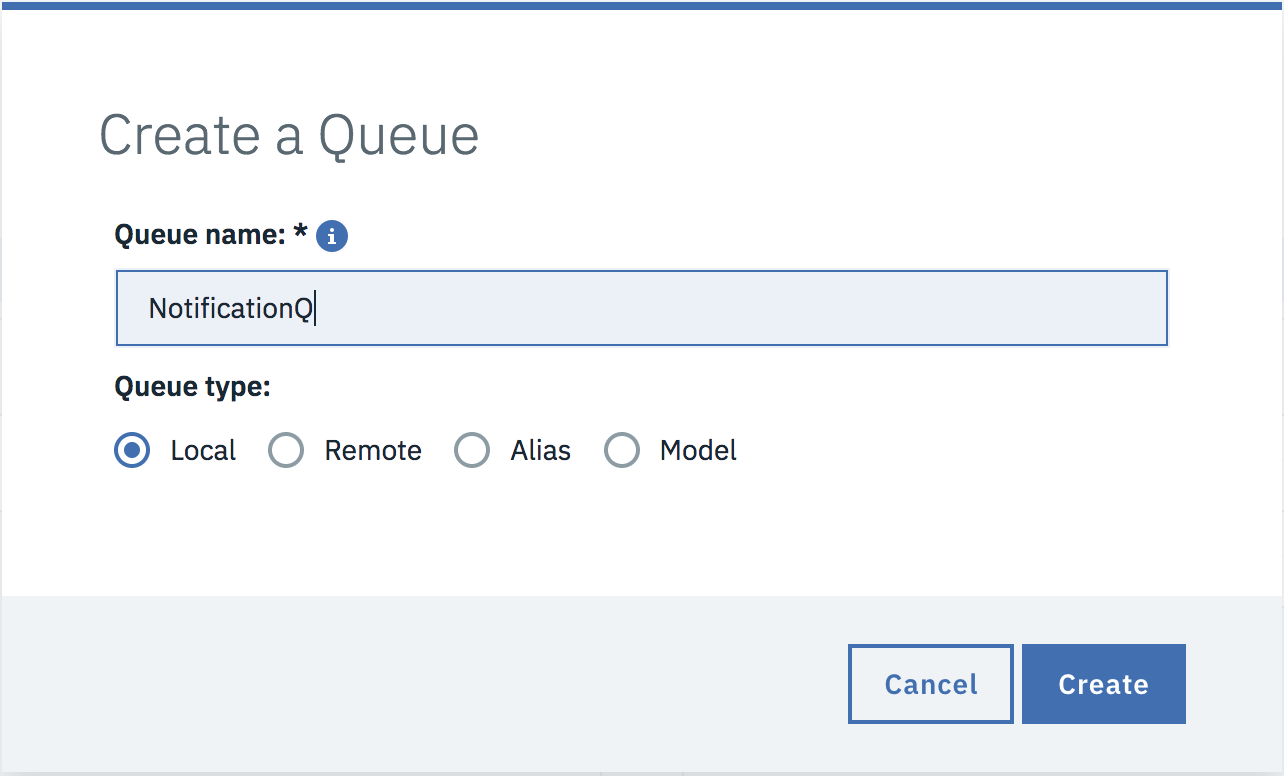 Create a Queue
Queue name: * i
NotificationQ
Queue type:
Local Remote Alias Model
Cancel Create